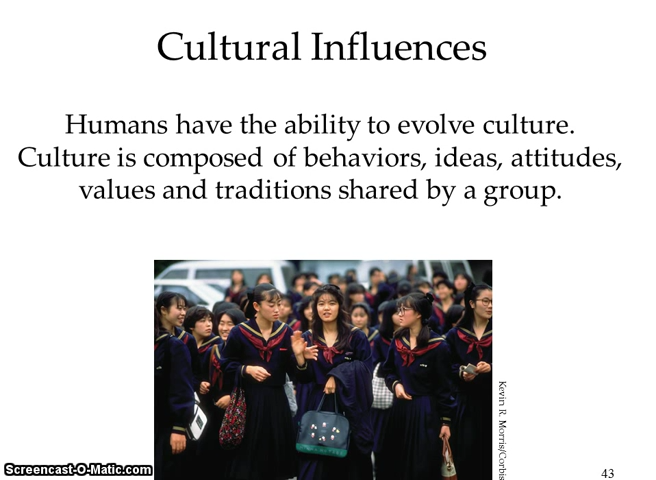 Cultural Influences
Humans have the ability to evolve culture.
Culture is composed of behaviors, ideas, attitudes,
values and traditions shared by a group.
Kevin R. Morris/Corbis
Screencast-O-Matic.com
43